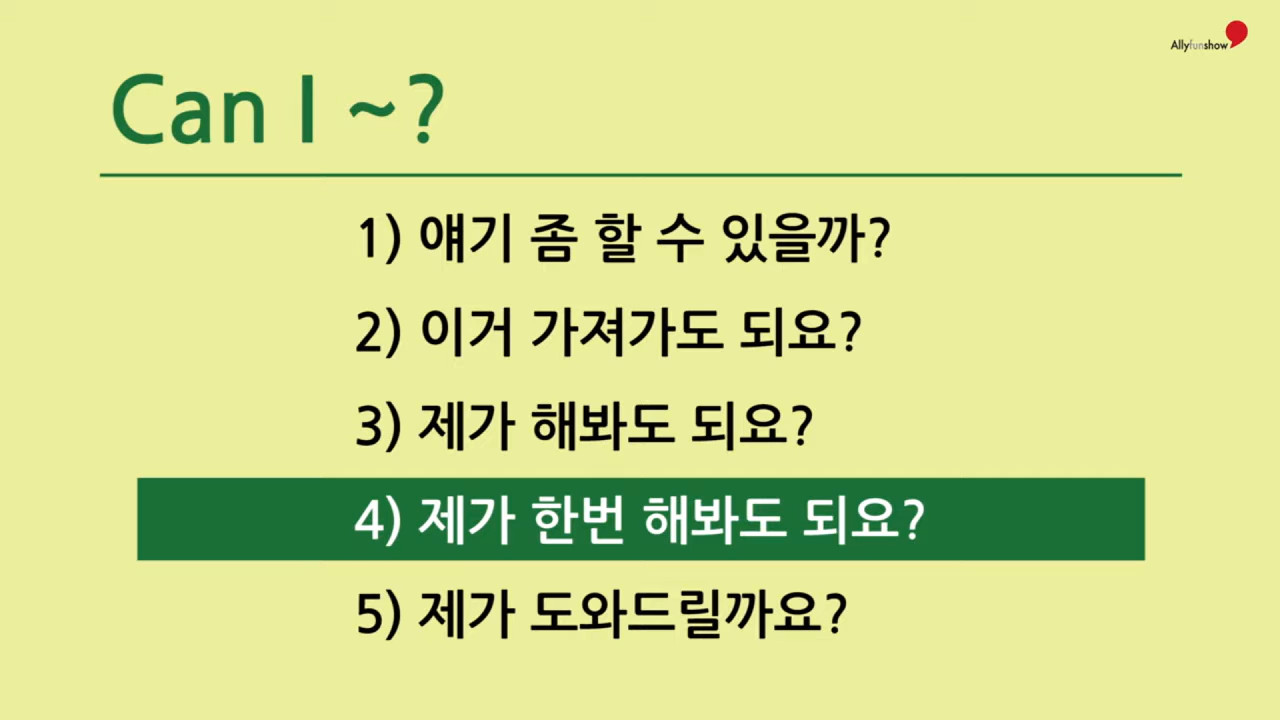 Allyfunshow
Can I ~?
1) 얘기 좀 할 수 있을까?
2) 이거 가져가도 되요?
3) 제가 해봐도 되요?
4) 제가 한번 해봐도 되요?
5) 제가 도와드릴까요?